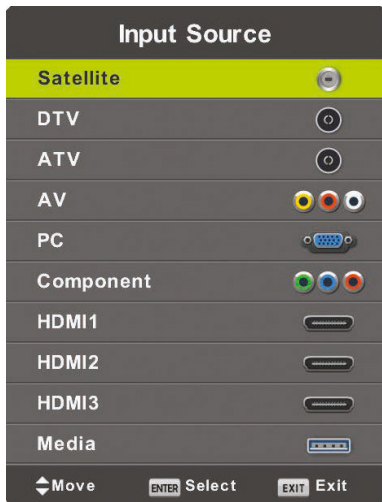 Input Source
Satellite
DTV
ATV
AV
PC
Component
HDMI1
HDMI2
HDMI3
Media
Move ENTER Select EXIT Exit